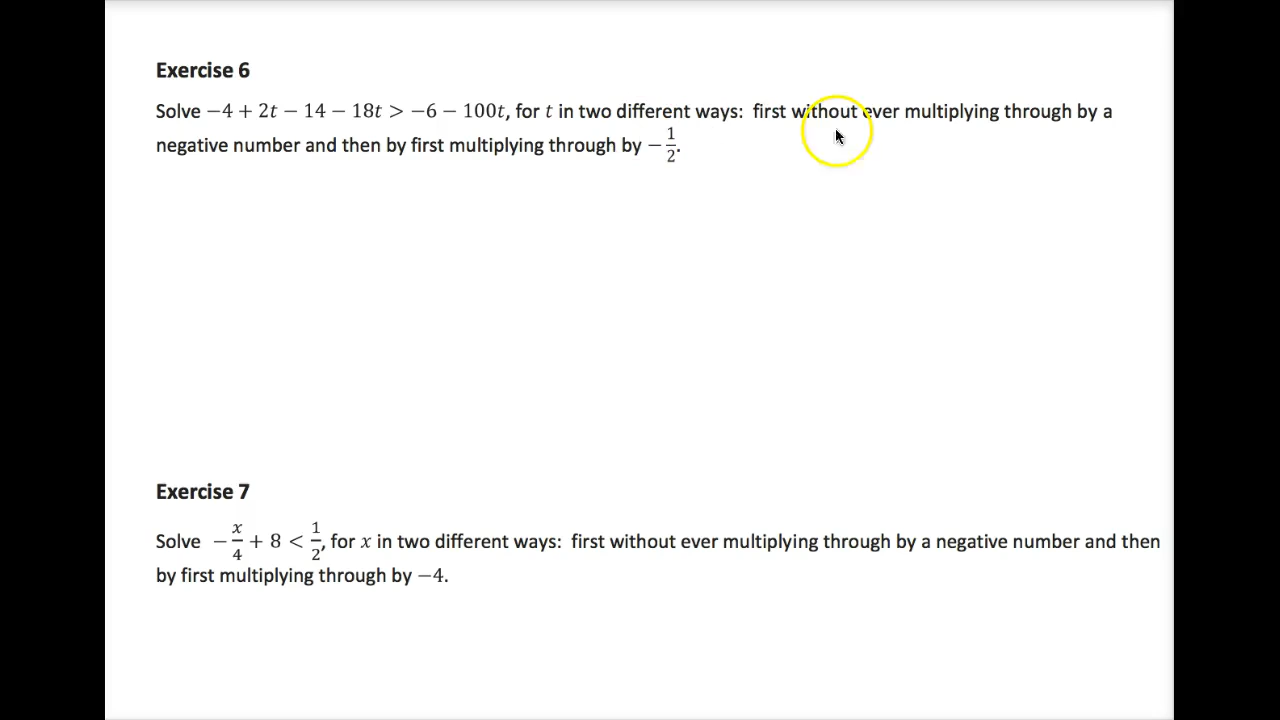 Exercise 6
Solve −4 + 2t − 14 − 18t > −6 − 100t, for t in two different ways: first without ever multiplying through by a
negative number and then by first multiplying through by −1/2.
Exercise 7
Solve −x/4 + 8 < 1/2, for x in two different ways: first without ever multiplying through by a negative number and then
by first multiplying through by −4.